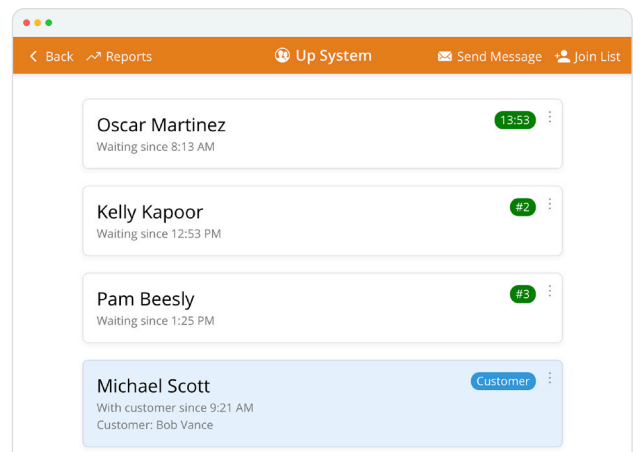 Back Reports Up System Send Message Join List
Oscar Martinez 13:53
Waiting since 8:13 AM
Kelly Kapoor #2
Waiting since 12:53 PM
Pam Beesly #3
Waiting since 1:25 PM
Michael Scott Customer
With customer since 9:21 AM
Customer: Bob Vance